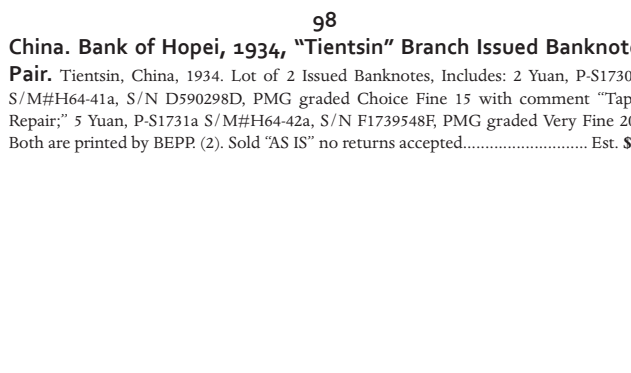 98
China. Bank of Hopei, 1934, “Tientsin” Branch Issued Banknot
Pair. Tientsin, China, 1934. Lot of 2 Issued Banknotes, Includes: 2 Yuan, P-S1730
S/M#H64-41a, S/N D590298D, PMG graded Choice Fine 15 with comment “Tap
Repair;” 5 Yuan, P-S1731a S/M#H64-42a, S/N F1739548F, PMG graded Very Fine 20
Both are printed by BEPP. (2). Sold “AS IS” no returns accepted............................ Est. $